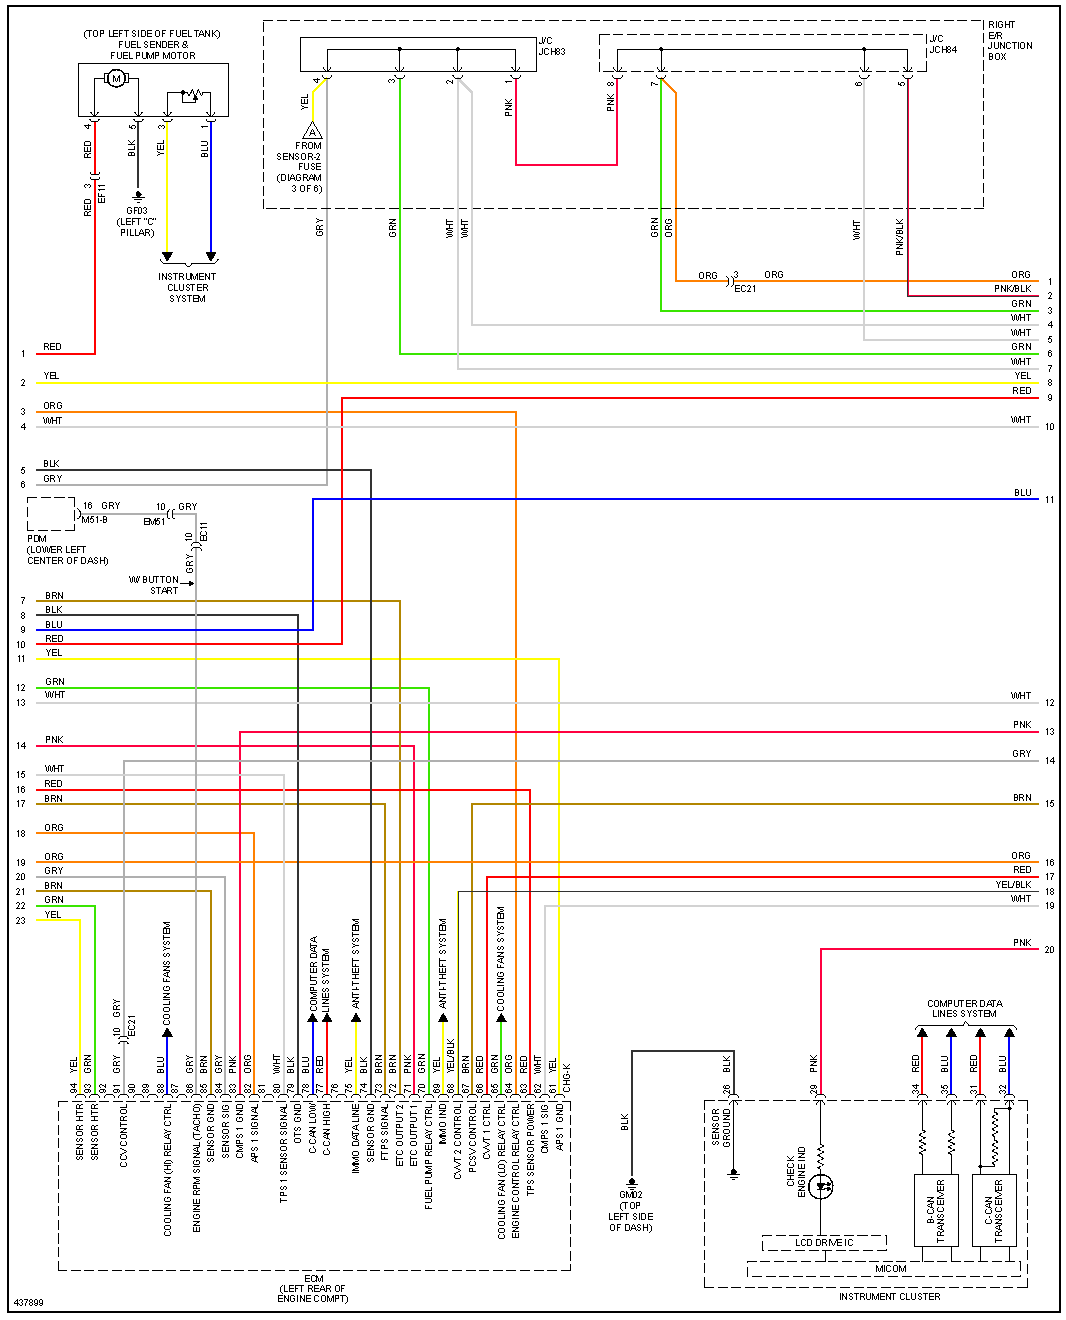 (TOP LEFT SIDE OF FUEL TANK)
FUEL SENDER &
FUEL PUMP MOTOR
M
4
5
3
1
RED
BLK
YEL
BLU
3
EF11
RED
GF03
(LEFT "C"
PILLAR)
INSTRUMENT
CLUSTER
SYSTEM
RIGHT
E/R
JUNCTION
BOX
J/C
JCH83
J/C
JCH84
4
3
2
1
8
7
6
5
YEL
A
FROM
SENSOR-2
FUSE
(DIAGRAM
3 OF 6)
PNK
PNK
GRY
GRN
WHT
WHT
GRN
ORG
WHT
PNK/BLK
ORG
3
EC21
ORG
ORG 1
PNK/BLK 2
GRN 3
WHT 4
WHT 5
GRN 6
WHT 7
YEL 8
RED 9
WHT 10
BLU 11
WHT 12
PNK 13
GRY 14
BRN 15
ORG 16
RED 17
YEL/BLK 18
WHT 19
PNK 20
1 RED
2 YEL
3 ORG
4 WHT
5 BLK
6 GRY
16 GRY 10 GRY
M51-B EM51
10
EC11
GRY
PDM
(LOWER LEFT
CENTER OF DASH)
W/ BUTTON
START
7 BRN
8 BLK
9 BLU
10 RED
11 YEL
12 GRN
13 WHT
14 PNK
15 WHT
16 RED
17 BRN
18 ORG
19 ORG
20 GRY
21 BRN
22 GRN
23 YEL
GRY
10
EC21
COOLING FANS SYSTEM
COMPUTER DATA
LINES SYSTEM
ANTI-THEFT SYSTEM
ANTI-THEFT SYSTEM
COOLING FANS SYSTEM
YEL
GRN
GRY
BLU
GRY
BRN
GRY
PNK
ORG
WHT
BLK
BLU
RED
YEL
BLK
BRN
BRN
PNK
GRN
YEL
YEL/BLK
BRN
RED
GRN
ORG
RED
WHT
YEL
94
93
92
91
90
89
88
87
86
85
84
83
82
81
80
79
78
77
76
75
74
73
72
71
70
69
68
67
66
65
64
63
62
61
CHG-K
SENSOR HTR
SENSOR HTR
CCV CONTROL
COOLING FAN (HI) RELAY CTRL
ENGINE RPM SIGNAL (TACHO)
SENSOR GND
SENSOR SIG
CMPS 1 GND
APS 1 SIGNAL
TPS 1 SENSOR SIGNAL
OTS GND
C-CAN LOW
C-CAN HIGH
IMMO DATA LINE
SENSOR GND
FTPS SIGNAL
ETC OUTPUT 2
ETC OUTPUT 1
FUEL PUMP RELAY CTRL
IMMO IND
CVVT 2 CONTROL
PCSV CONTROL
CVVT 1 CTRL
COOLING FAN (LO) RELAY CTRL
ENGINE CONTROL RELAY CTRL
TPS SENSOR POWER
CMPS 1 SIG
APS 1 GND
ECM
(LEFT REAR OF
ENGINE COMPT)
BLK
GM02
(TOP
LEFT SIDE
OF DASH)
COMPUTER DATA
LINES SYSTEM
BLK
PNK
RED
BLU
RED
BLU
26
29
34
35
31
32
SENSOR
GROUND
CHECK
ENGINE IND
B-CAN
TRANSCEIVER
C-CAN
TRANSCEIVER
LCD DRIVE IC
MICOM
INSTRUMENT CLUSTER
437899